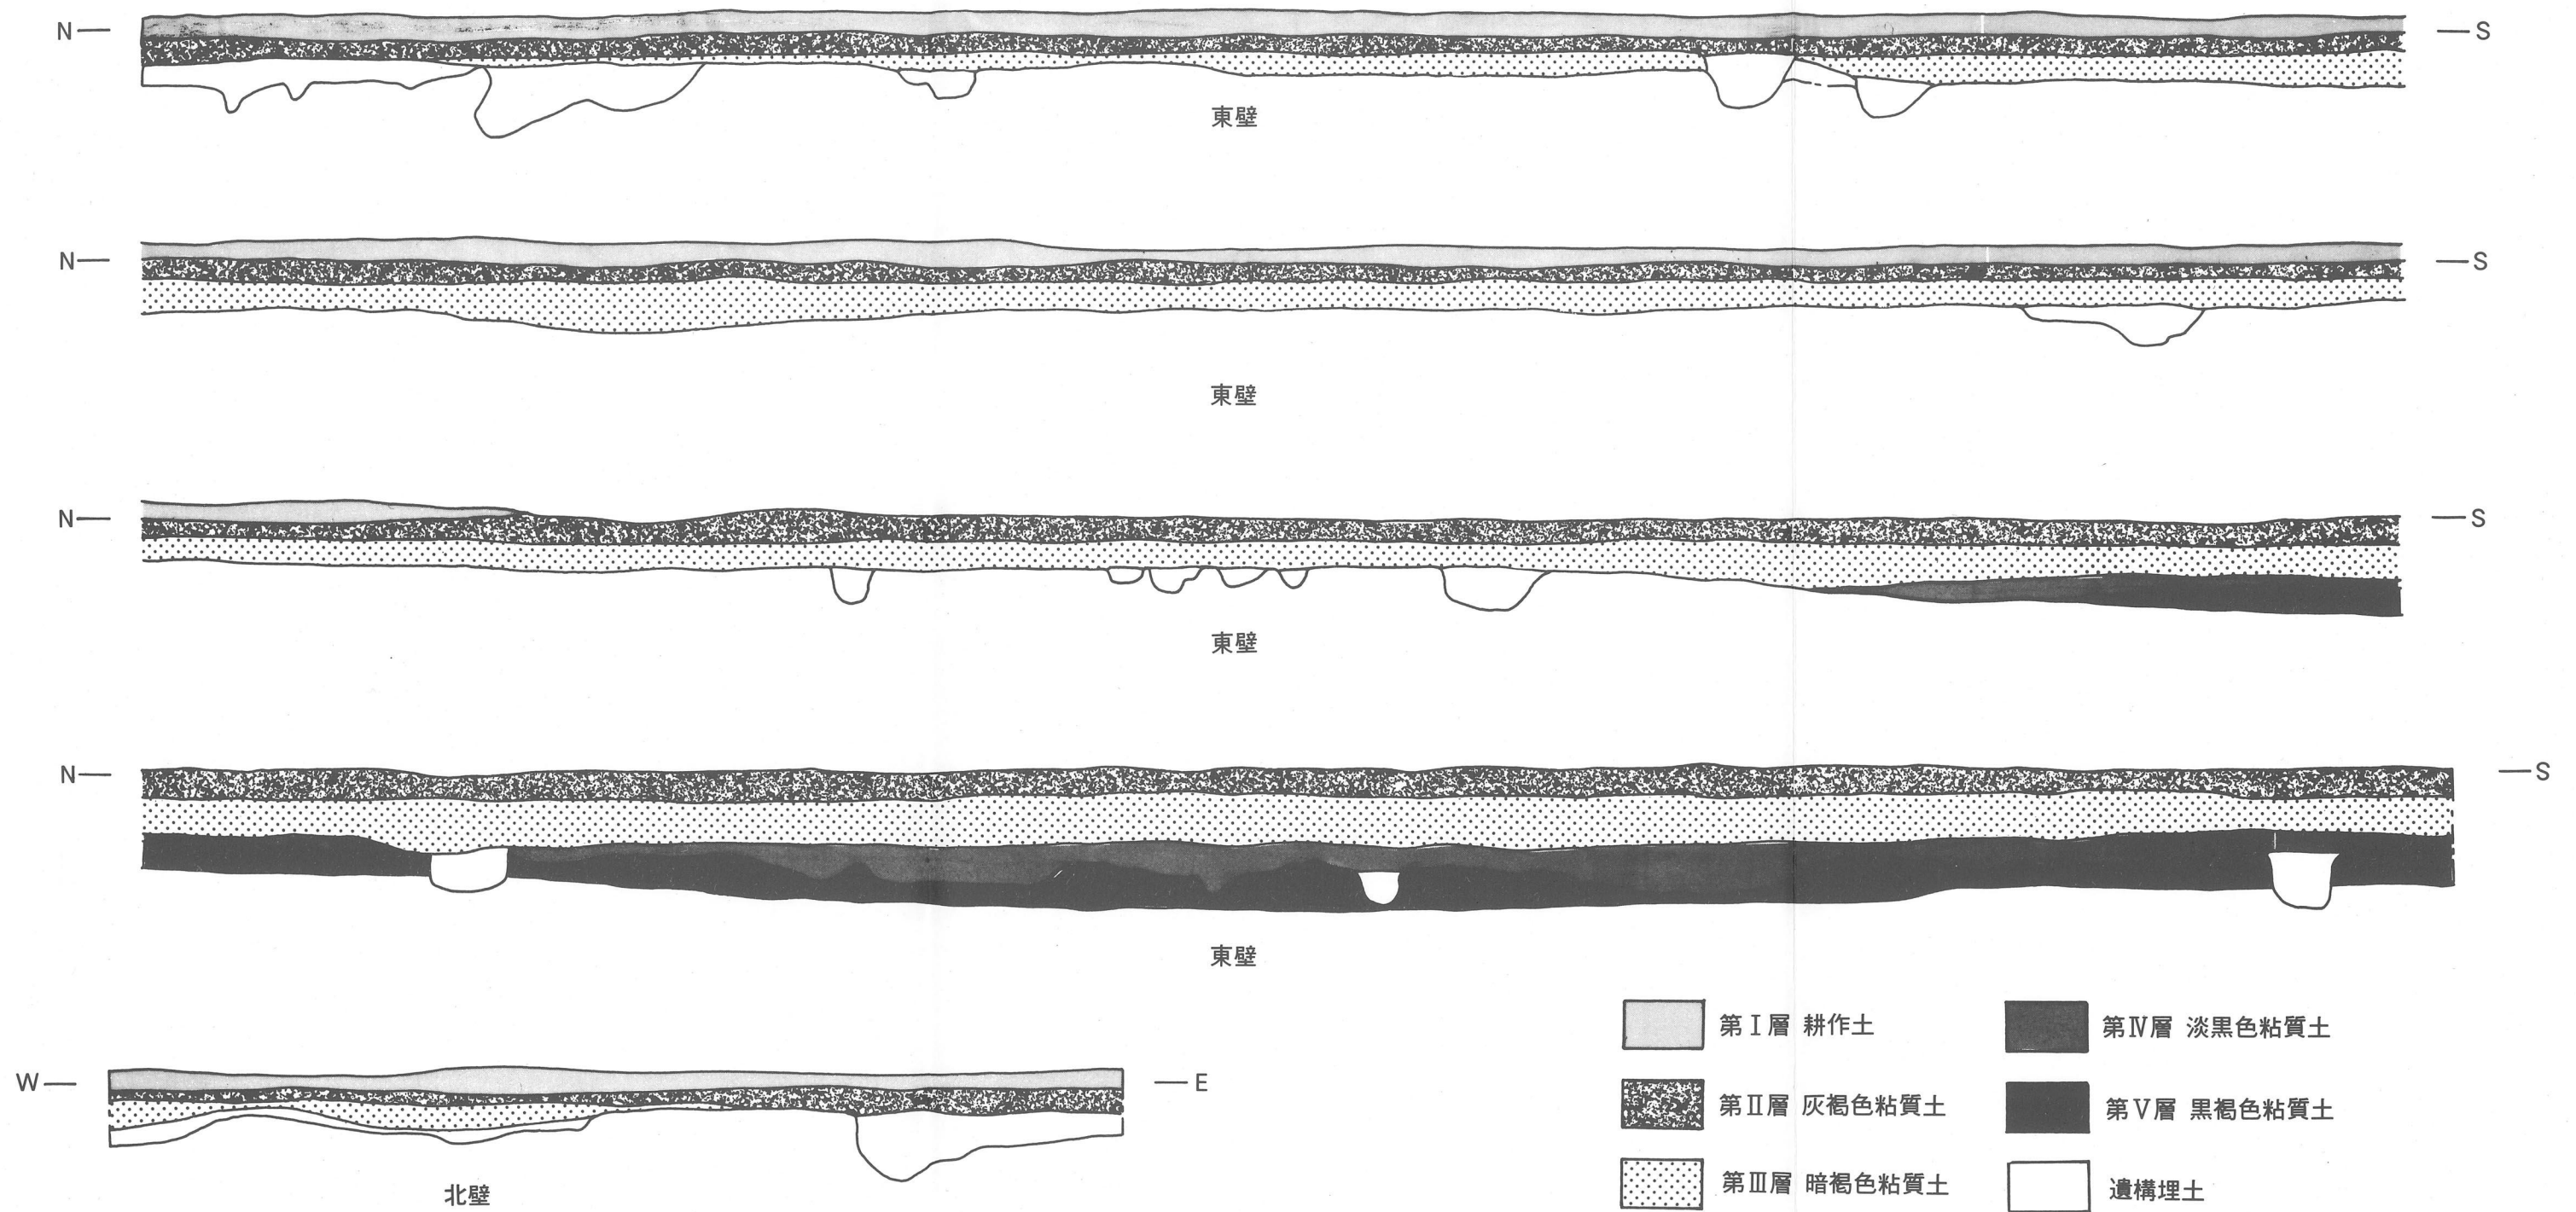 N S
東壁
N S
東壁
N S
東壁
N S
東壁
W E
北壁
第Ⅰ層 耕作土
第Ⅱ層 灰褐色粘質土
第Ⅲ層 暗褐色粘質土
第Ⅳ層 淡黒色粘質土
第Ⅴ層 黒褐色粘質土
遺構埋土